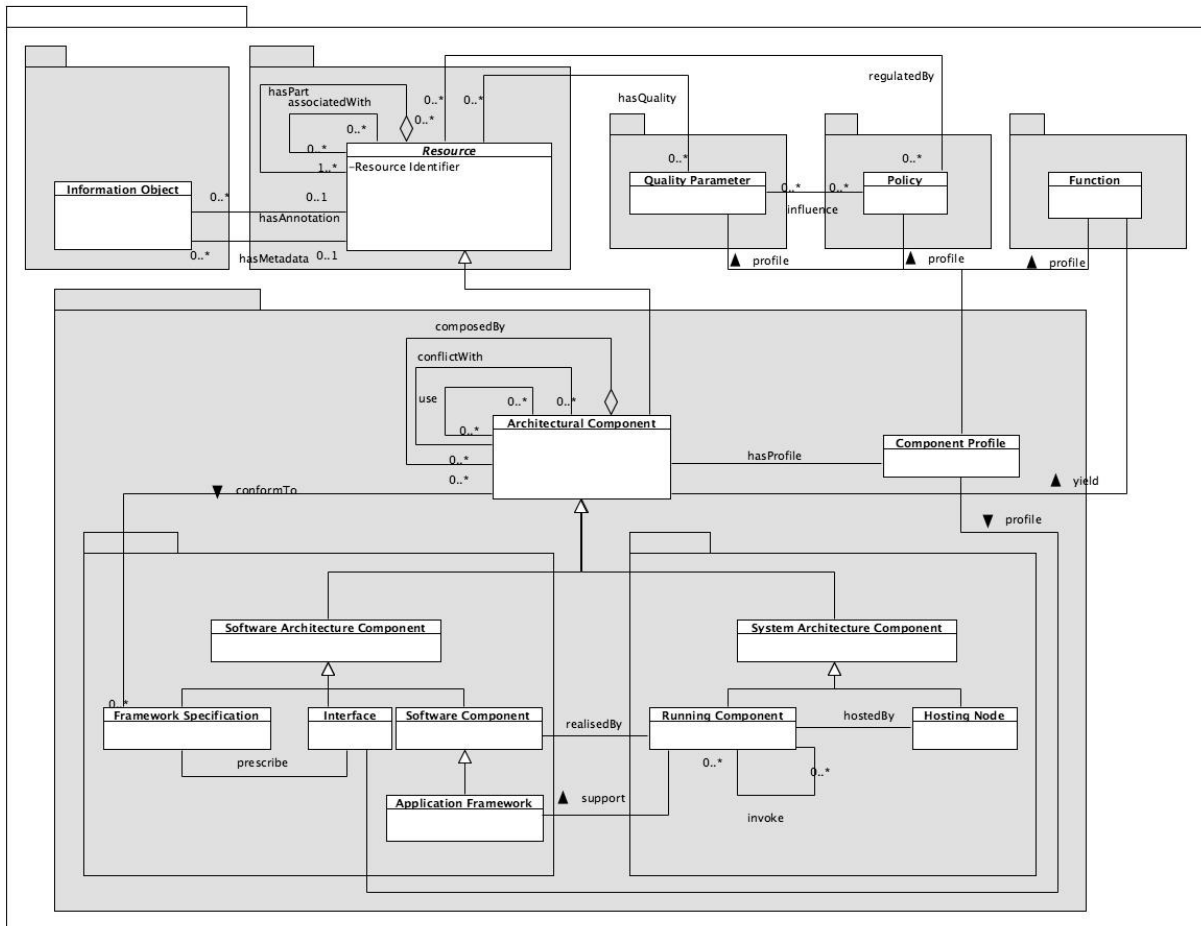 hasPart
associatedWith
0..*
0..*
0..*
0..*
0..*
1..*
Resource
–Resource Identifier
regulatedBy
hasQuality
0..*
0..*
Information Object
0..*
0..1
hasAnnotation
0..*
hasMetadata
0..1
Quality Parameter
0..*
0..*
influence
Policy
Function
profile
profile
profile
composedBy
conflictWith
use
0..*
0..*
0..*
0..*
0..*
Architectural Component
hasProfile
Component Profile
conformTo
yield
profile
Software Architecture Component
System Architecture Component
0..*
Framework Specification
Interface
Software Component
realisedBy
Running Component
hostedBy
Hosting Node
prescribe
0..*
0..*
Application Framework
support
invoke